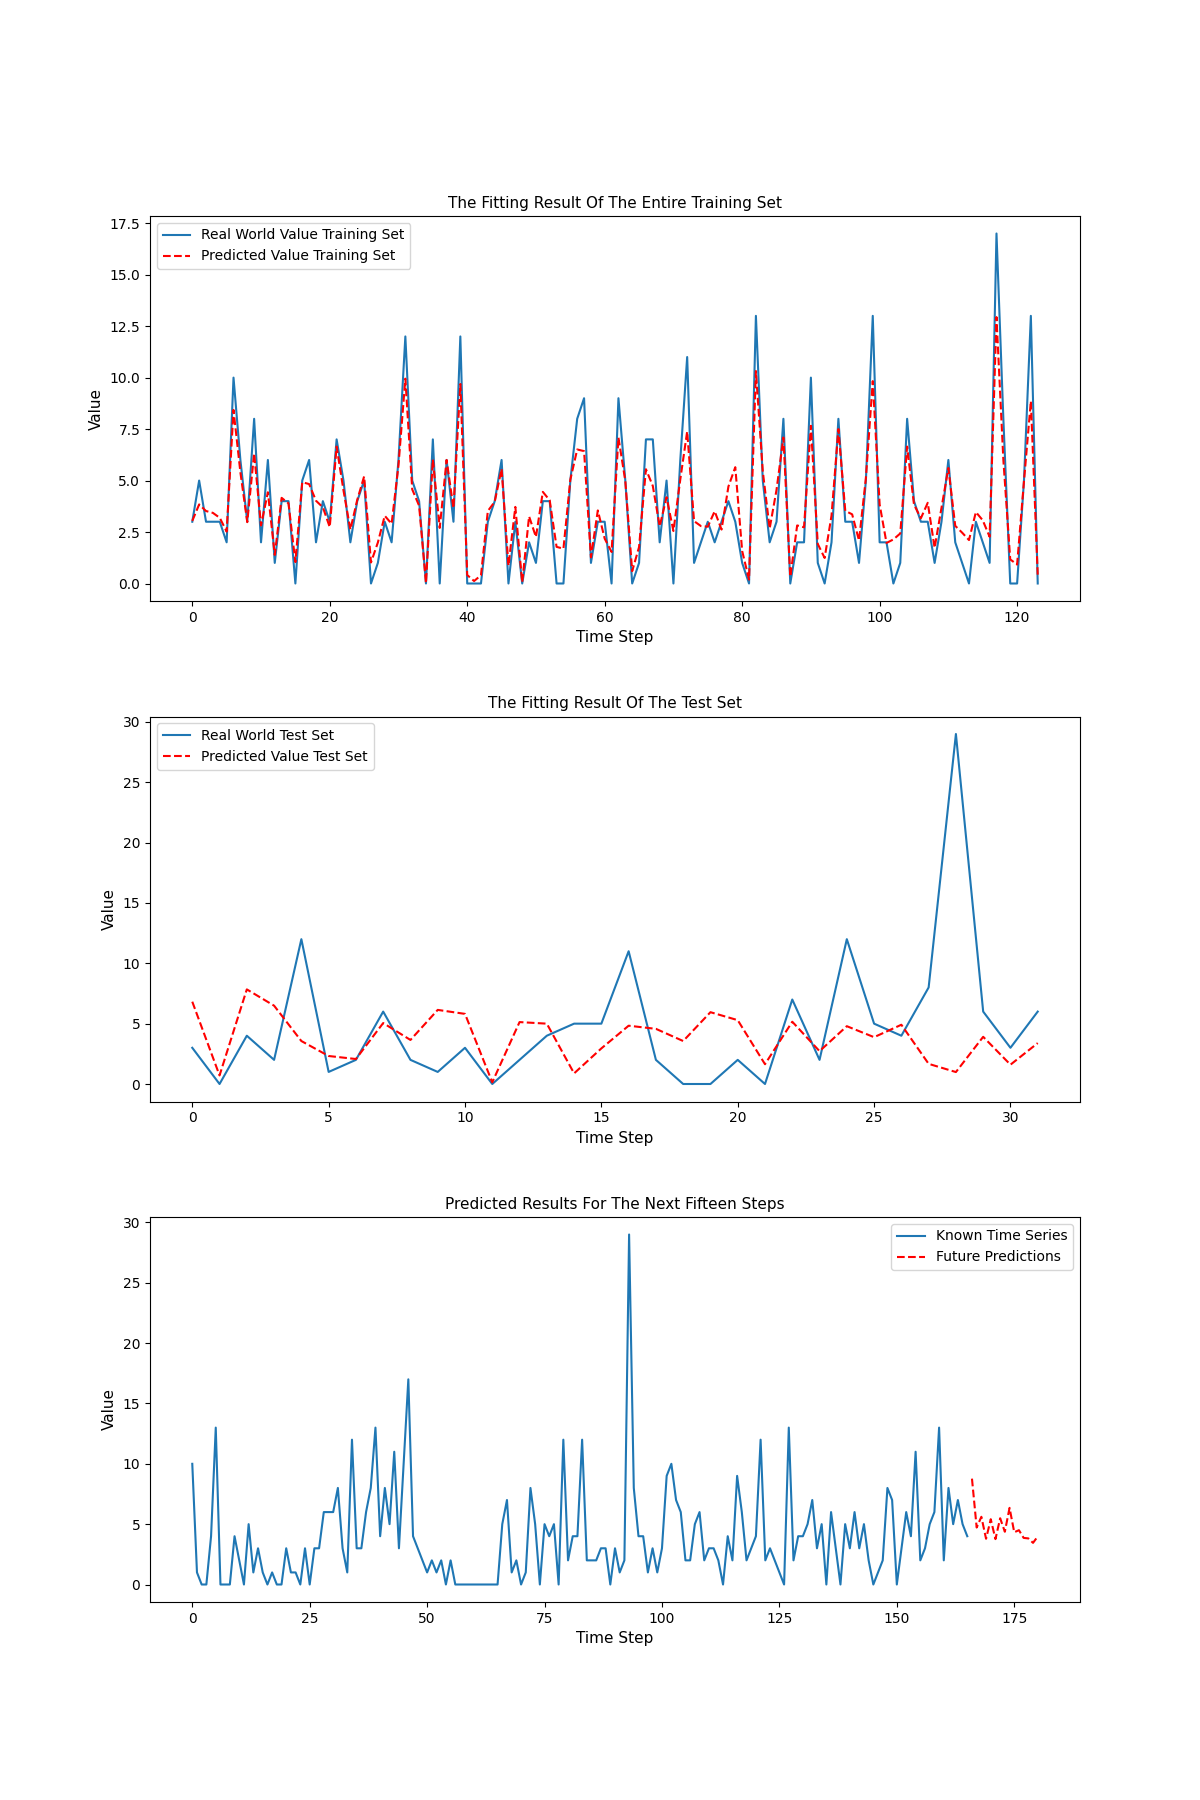 The Fitting Result Of The Entire Training Set
17.5
15.0
12.5
10.0
7.5
5.0
2.5
0.0
Value
Real World Value Training Set
Predicted Value Training Set
0 20 40 60 80 100 120
Time Step
The Fitting Result Of The Test Set
30
25
20
15
10
5
0
Value
Real World Test Set
Predicted Value Test Set
0 5 10 15 20 25 30
Time Step
Predicted Results For The Next Fifteen Steps
30
25
20
15
10
5
0
Value
Known Time Series
Future Predictions
0 25 50 75 100 125 150 175
Time Step